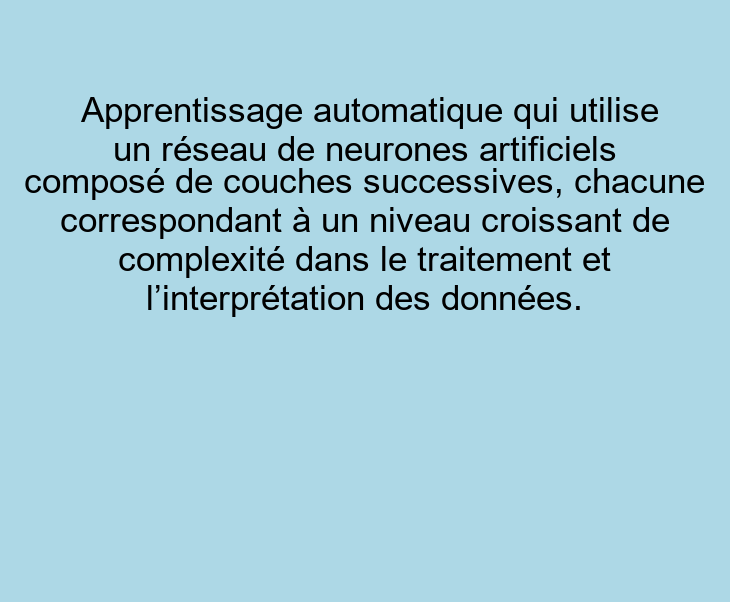 Apprentissage automatique qui utilise
un réseau de neurones artificiels
composé de couches successives, chacune
correspondant à un niveau croissant de
complexité dans le traitement et
l’interprétation des données.